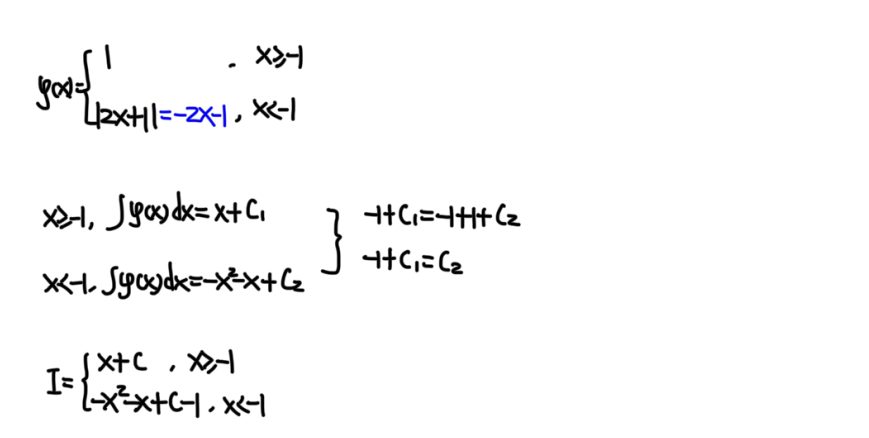 φ(x)={ 1 , x≥-1
|2x+1|=-2x-1 , x<-1
x≥-1, ∫φ(x)dx=x+C₁ } -1+C₁=-1+1+C₂
x<-1, ∫φ(x)dx=-x²-x+C₂ -1+C₁=C₂
I={ x+C , x≥-1
-x²-x+C-1 , x<-1